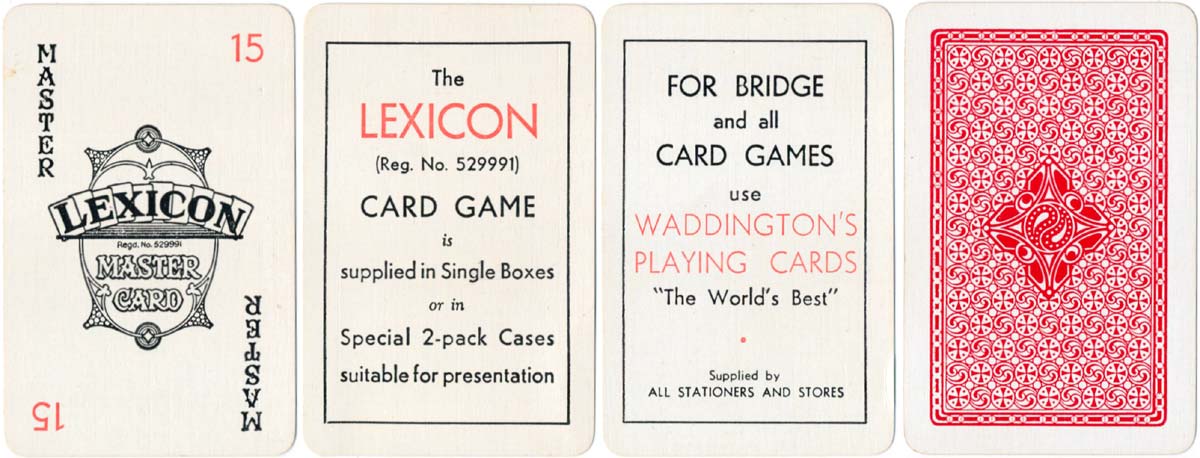 MASTER
15
LEXICON
Regd. No. 529991
MASTER
CARD
MASTER
15
The
LEXICON
(Reg. No. 529991)
CARD GAME
is
supplied in Single Boxes
or in
Special 2-pack Cases
suitable for presentation
FOR BRIDGE
and all
CARD GAMES
use
WADDINGTON'S
PLAYING CARDS
"The World's Best"
Supplied by
ALL STATIONERS AND STORES